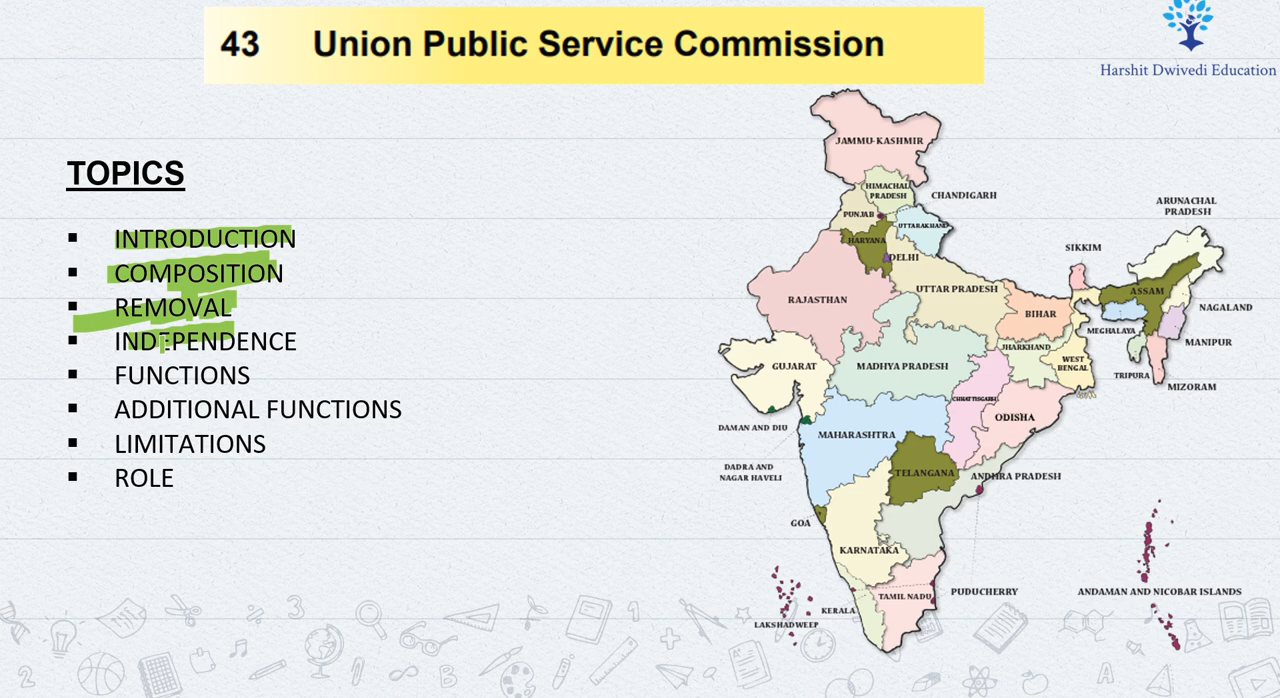 43 Union Public Service Commission
Harshit Dwivedi Education
TOPICS
INTRODUCTION
COMPOSITION
REMOVAL
INDEPENDENCE
FUNCTIONS
ADDITIONAL FUNCTIONS
LIMITATIONS
ROLE
JAMMU-KASHMIR
HIMACHAL
PRADESH
CHANDIGARH
PUNJAB
UTTARAKHAND
HARYANA
DELHI
ARUNACHAL
PRADESH
SIKKIM
RAJASTHAN
UTTAR PRADESH
BIHAR
ASSAM
NAGALAND
MEGHALAYA
MANIPUR
TRIPURA
MIZORAM
JHARKHAND
WEST
BENGAL
GUJARAT
MADHYA PRADESH
CHHATTISGARH
ODISHA
DAMAN AND DIU
MAHARASHTRA
DADRA AND
NAGAR HAVELI
TELANGANA
ANDHRA PRADESH
GOA
KARNATAKA
TAMIL NADU
PUDUCHERRY
ANDAMAN AND NICOBAR ISLANDS
KERALA
LAKSHADWEEP